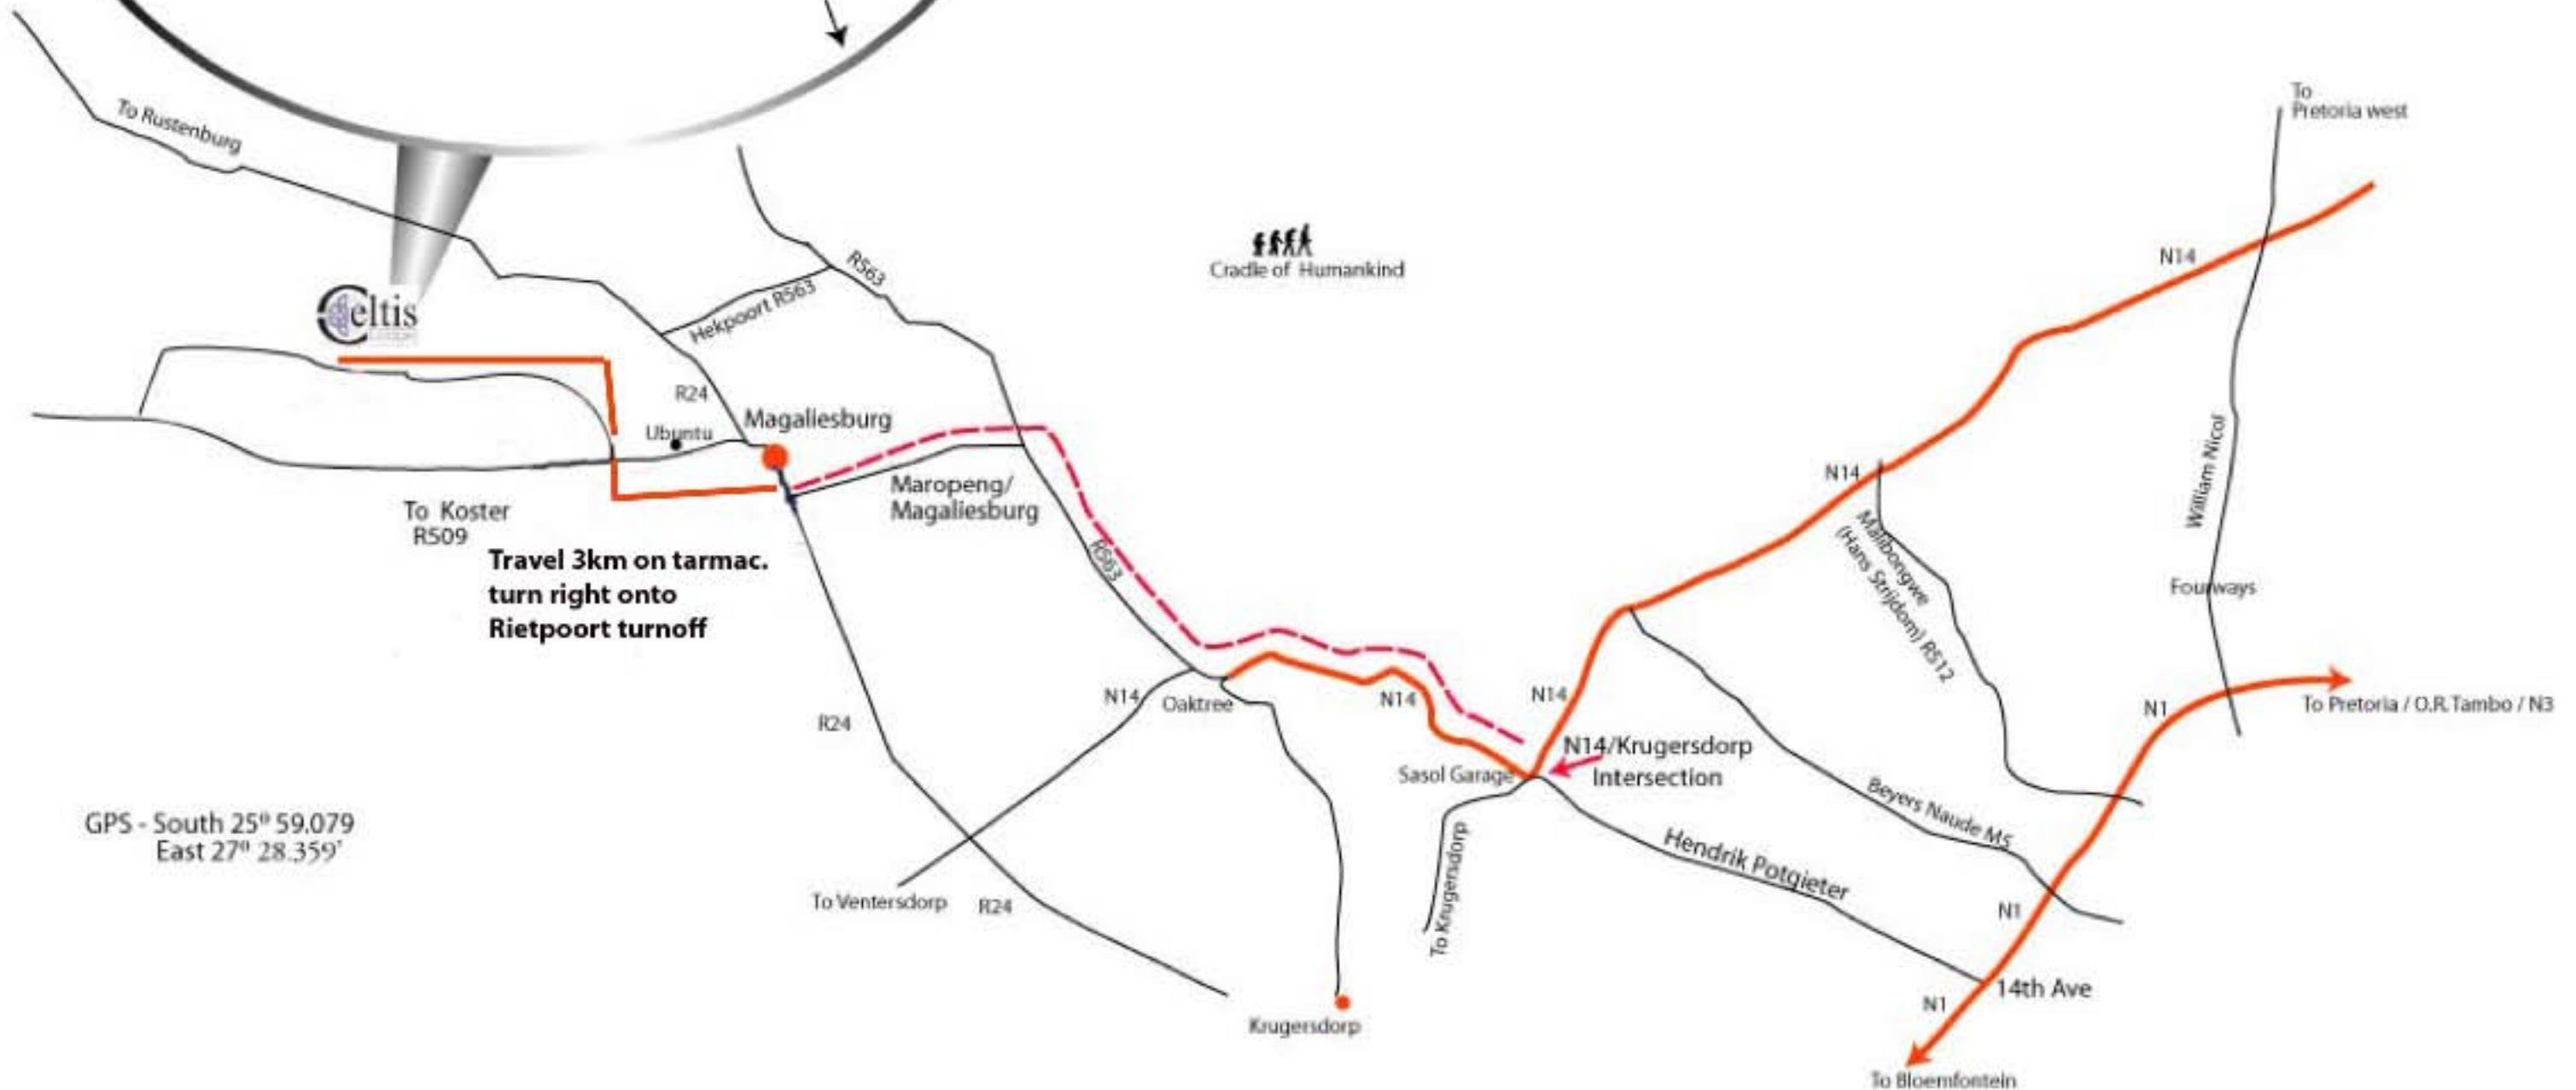 To Rustenburg
To
Pretoria west
R563
Cradle of Humankind
N14
Hekpoort R563
Celtis
R24
Magaliesburg
Ubuntu
William Nicol
N14
Maropeng/
Magaliesburg
To Koster
R509
Malibongwe
(Hans Strijdom) R512
R563
Travel 3km on tarmac.
turn right onto
Rietpoort turnoff
Fourways
N14
Oaktree
N14
N14
N1
To Pretoria / O.R.Tambo / N3
R24
N14/Krugersdorp
Intersection
Sasol Garage
Beyers Naude M5
GPS - South 25º 59.079
East 27º 28.359'
To Krugersdorp
Hendrik Potgieter
To Ventersdorp
R24
N1
14th Ave
N1
Krugersdorp
To Bloemfontein